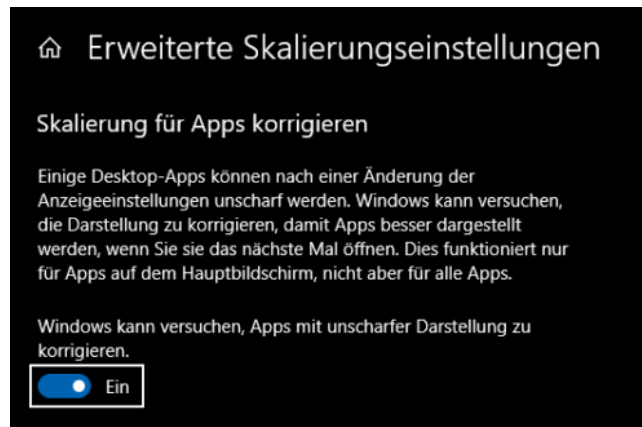 Erweiterte Skalierungseinstellungen
Skalierung für Apps korrigieren
Einige Desktop-Apps können nach einer Änderung der
Anzeigeeinstellungen unscharf werden. Windows kann versuchen,
die Darstellung zu korrigieren, damit Apps besser dargestellt
werden, wenn Sie sie das nächste Mal öffnen. Dies funktioniert nur
für Apps auf dem Hauptbildschirm, nicht aber für alle Apps.
Windows kann versuchen, Apps mit unscharfer Darstellung zu
korrigieren.
Ein